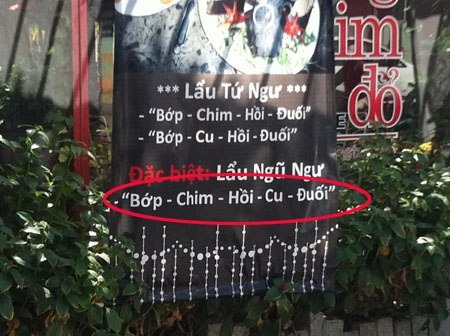 *** Lẩu Tứ Ngư ***
- "Bớp - Chim - Hồi - Đuối"
- "Bớp - Cu - Hồi - Đuối"
Đặc biệt: Lẩu Ngũ Ngư
- "Bớp - Chim - Hồi - Cu - Đuối"
im
đỏ